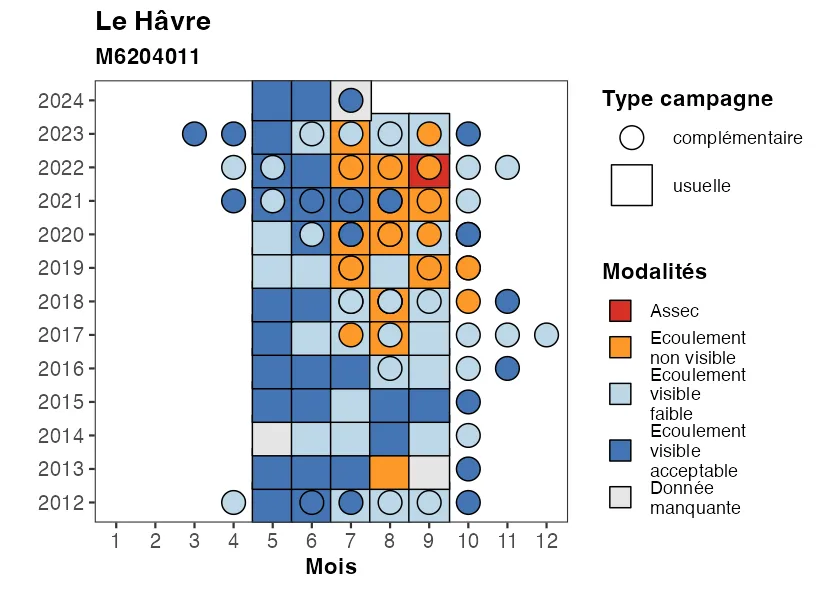 Le Hâvre
M6204011
2024
2023
2022
2021
2020
2019
2018
2017
2016
2015
2014
2013
2012
1 2 3 4 5 6 7 8 9 10 11 12
Mois
Type campagne
complémentaire
usuelle
Modalités
Assec
Ecoulement
non visible
Ecoulement
visible
faible
Ecoulement
visible
acceptable
Donnée
manquante